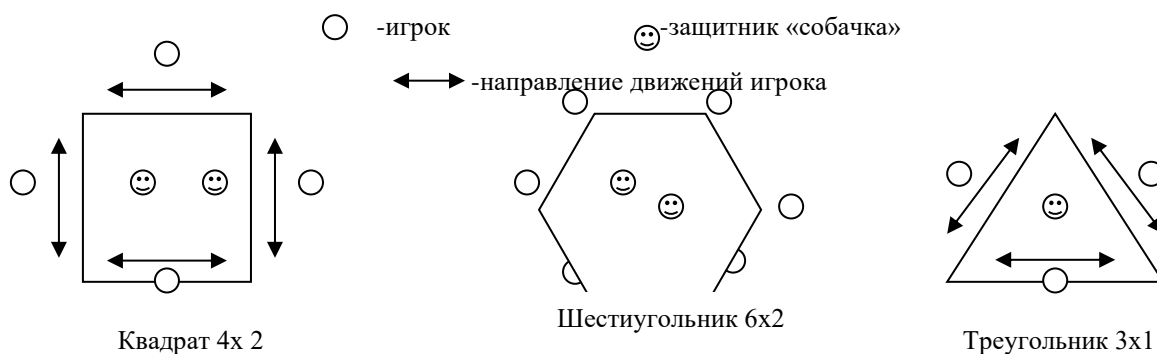 -игрок
-защитник «собачка»
-направление движений игрока
Квадрат 4х 2
Шестиугольник 6х2
Треугольник 3х1